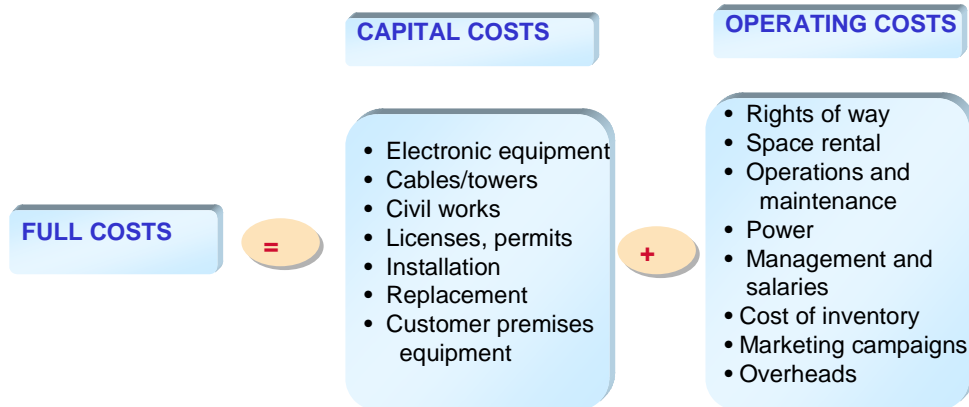 CAPITAL COSTS
OPERATING COSTS
FULL COSTS
=
• Electronic equipment
• Cables/towers
• Civil works
• Licenses, permits
• Installation
• Replacement
• Customer premises
equipment
+
• Rights of way
• Space rental
• Operations and
maintenance
• Power
• Management and
salaries
• Cost of inventory
• Marketing campaigns
• Overheads